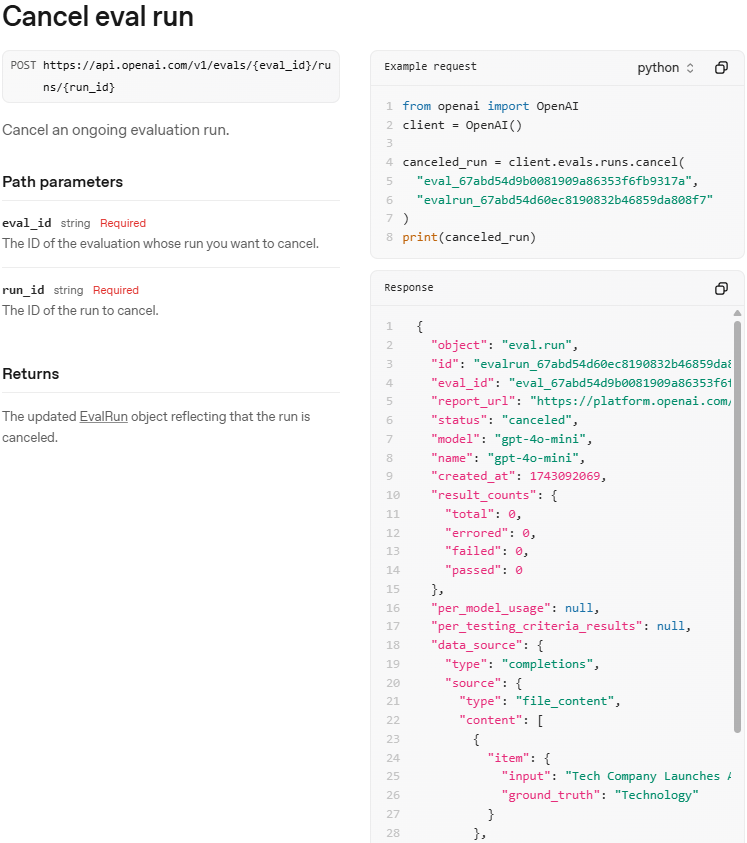 Cancel eval run
POST https://api.openai.com/v1/evals/{eval_id}/ru
ns/{run_id}
Cancel an ongoing evaluation run.
Path parameters
eval_id string Required
The ID of the evaluation whose run you want to cancel.
run_id string Required
The ID of the run to cancel.
Returns
The updated EvalRun object reflecting that the run is
canceled.
Example request python
1 from openai import OpenAI
2 client = OpenAI()
3
4 canceled_run = client.evals.runs.cancel(
5 "eval_67abd54d9b0081909a86353f6fb9317a",
6 "evalrun_67abd54d60ec8190832b46859da808f7"
7 )
8 print(canceled_run)
Response
1 {
2 "object": "eval.run",
3 "id": "evalrun_67abd54d60ec8190832b46859da8
4 "eval_id": "eval_67abd54d9b0081909a86353f6f
5 "report_url": "https://platform.openai.com/
6 "status": "canceled",
7 "model": "gpt-4o-mini",
8 "name": "gpt-4o-mini",
9 "created_at": 1743092069,
10 "result_counts": {
11 "total": 0,
12 "errored": 0,
13 "failed": 0,
14 "passed": 0
15 },
16 "per_model_usage": null,
17 "per_testing_criteria_results": null,
18 "data_source": {
19 "type": "completions",
20 "source": {
21 "type": "file_content",
22 "content": [
23 {
24 "item": {
25 "input": "Tech Company Launches A
26 "ground_truth": "Technology"
27 }
28 },